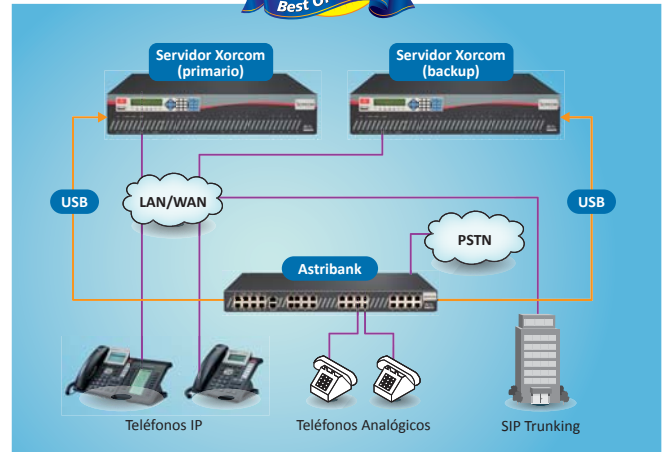 Best Of
Servidor Xorcom
(primario)
Servidor Xorcom
(backup)
USB
LAN/WAN
USB
PSTN
Astribank
Teléfonos IP
Teléfonos Analógicos
SIP Trunking